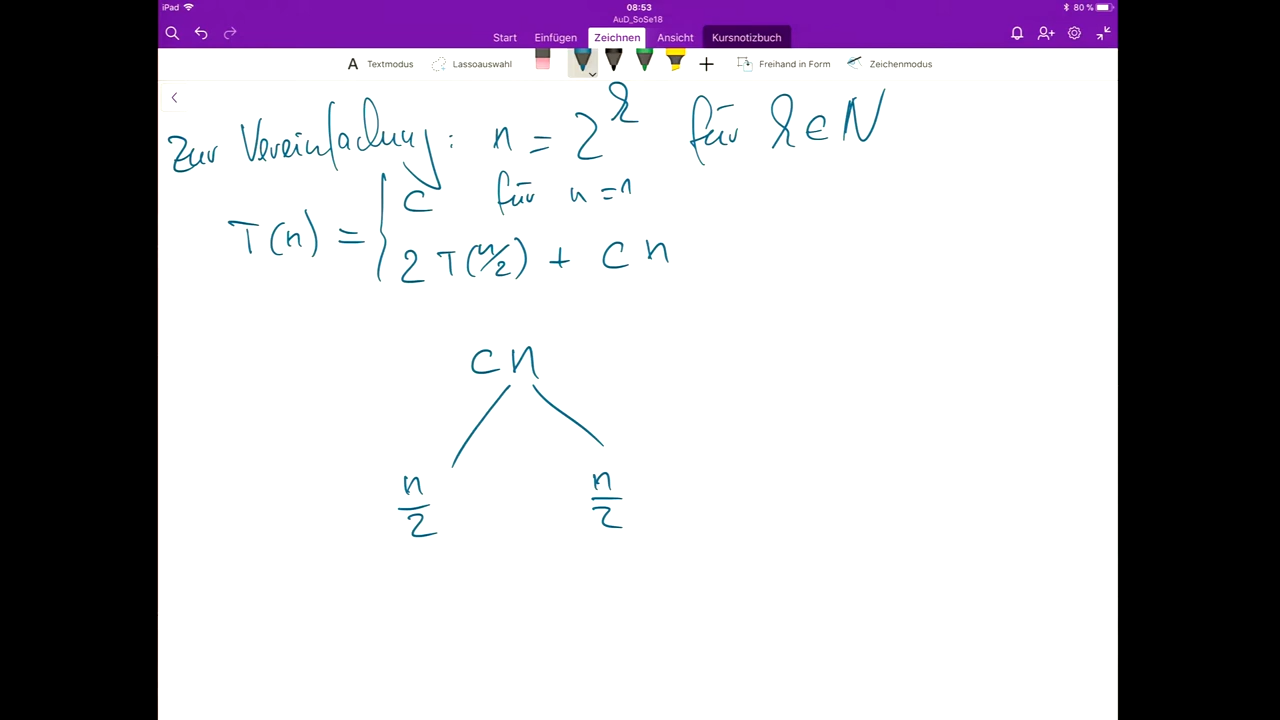 iPad 08:53 80 %
AuD_SoSe18
Start Einfügen Zeichnen Ansicht Kursnotizbuch
A Textmodus Lassoauswahl Freihand in Form Zeichenmodus
Zur Vereinfachung: n = 2^k für k ∈ N
T(n) = { c für n = 1
2 T(n/2) + c n
c n
n/2 n/2